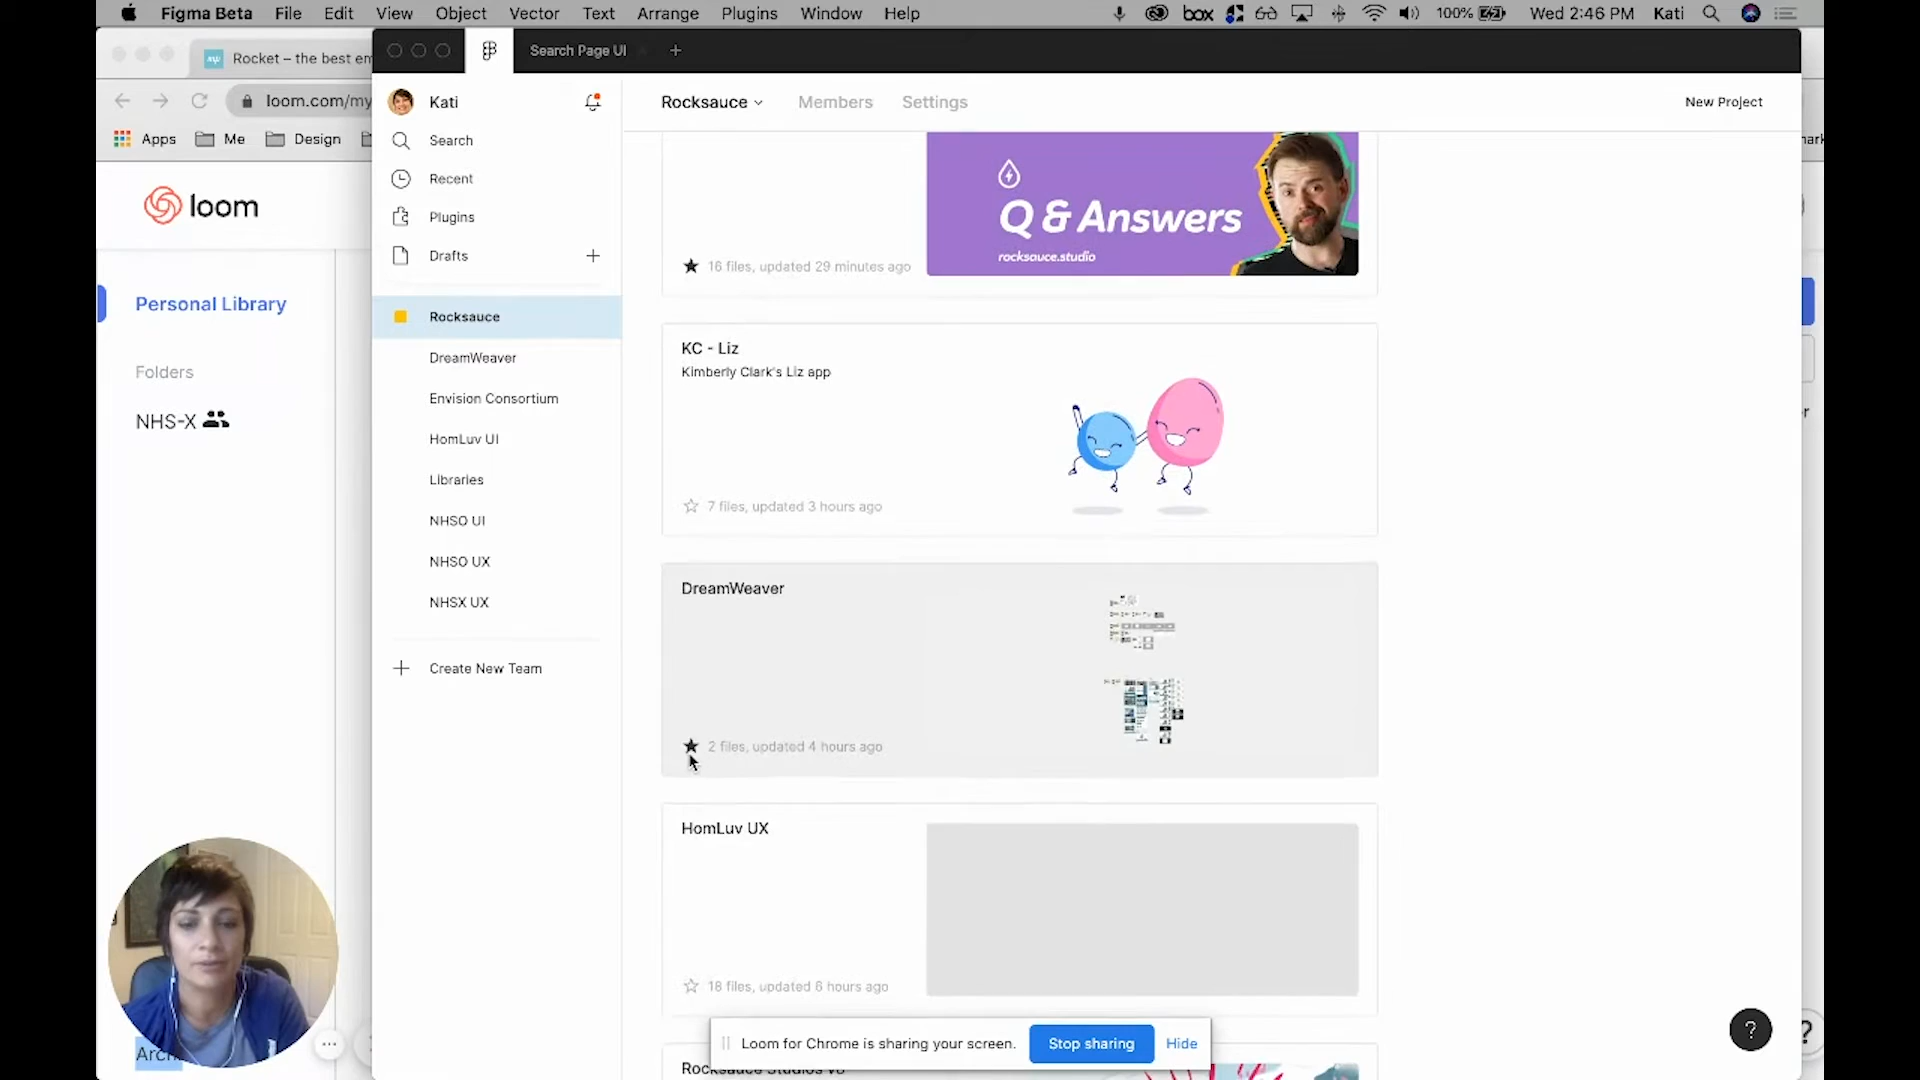 Figma Beta File Edit View Object Vector Text Arrange Plugins Window Help box 100% Wed 2:46 PM Kati
Rocket – the best en
Search Page UI
loom.com/my
Apps Me Design
loom
Personal Library
Folders
NHS-X
Kati
Search
Recent
Plugins
Drafts
Rocksauce
DreamWeaver
Envision Consortium
HomLuv UI
Libraries
NHSO UI
NHSO UX
NHSX UX
Create New Team
Rocksauce Members Settings New Project
Q & Answers
rocksauce.studio
16 files, updated 29 minutes ago
KC - Liz
Kimberly Clark's Liz app
7 files, updated 3 hours ago
DreamWeaver
2 files, updated 4 hours ago
HomLuv UX
18 files, updated 6 hours ago
Loom for Chrome is sharing your screen. Stop sharing Hide
Rocksauce Studios
?
?